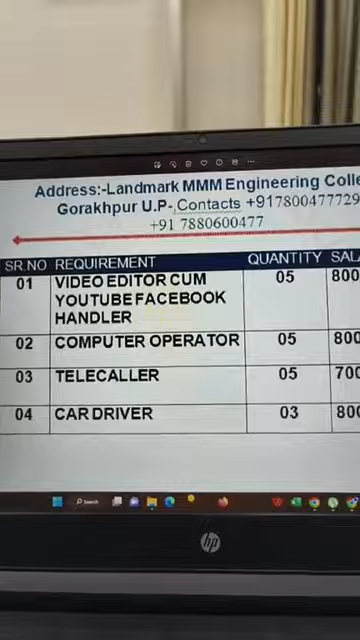 Address:-Landmark MMM Engineering Colle
Gorakhpur U.P-,Contacts +917800477729
+91 7880600477
SR.NO REQUIREMENT QUANTITY SALA
01 VIDEO EDITOR CUM 05 800
YOUTUBE FACEBOOK
HANDLER
02 COMPUTER OPERATOR 05 800
03 TELECALLER 05 700
04 CAR DRIVER 03 800
Search
hp